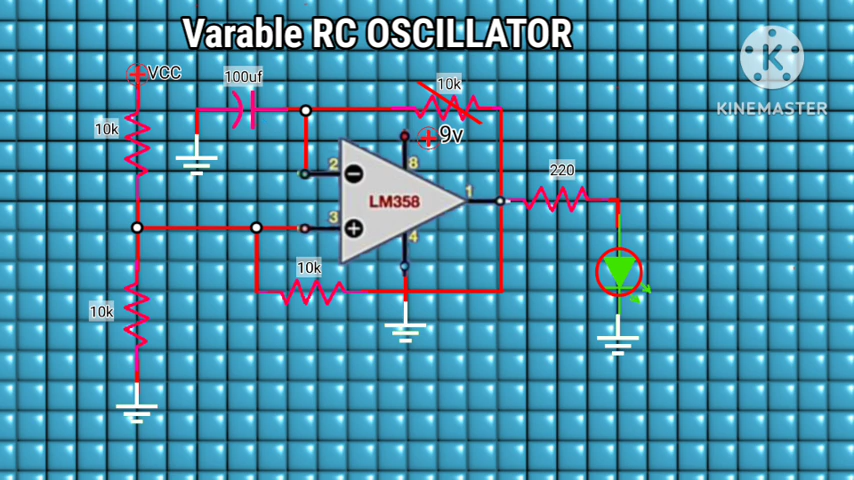 Varable RC OSCILLATOR
K
KINEMASTER
+ VCC
100uf
10k
10k
+ 9v
2
8
LM358
1
220
3
4
10k
10k